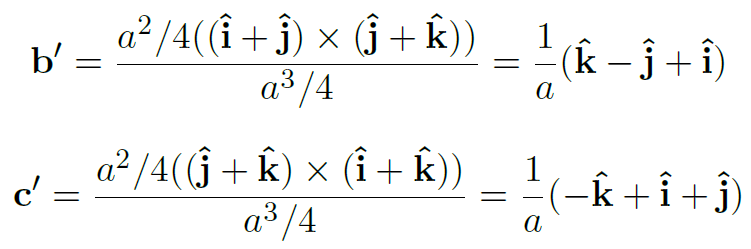 b′ = a²/4((î + ĵ) × (ĵ + k̂)) / a³/4 = 1/a (k̂ − ĵ + î)
c′ = a²/4((ĵ + k̂) × (î + k̂)) / a³/4 = 1/a (−k̂ + î + ĵ)